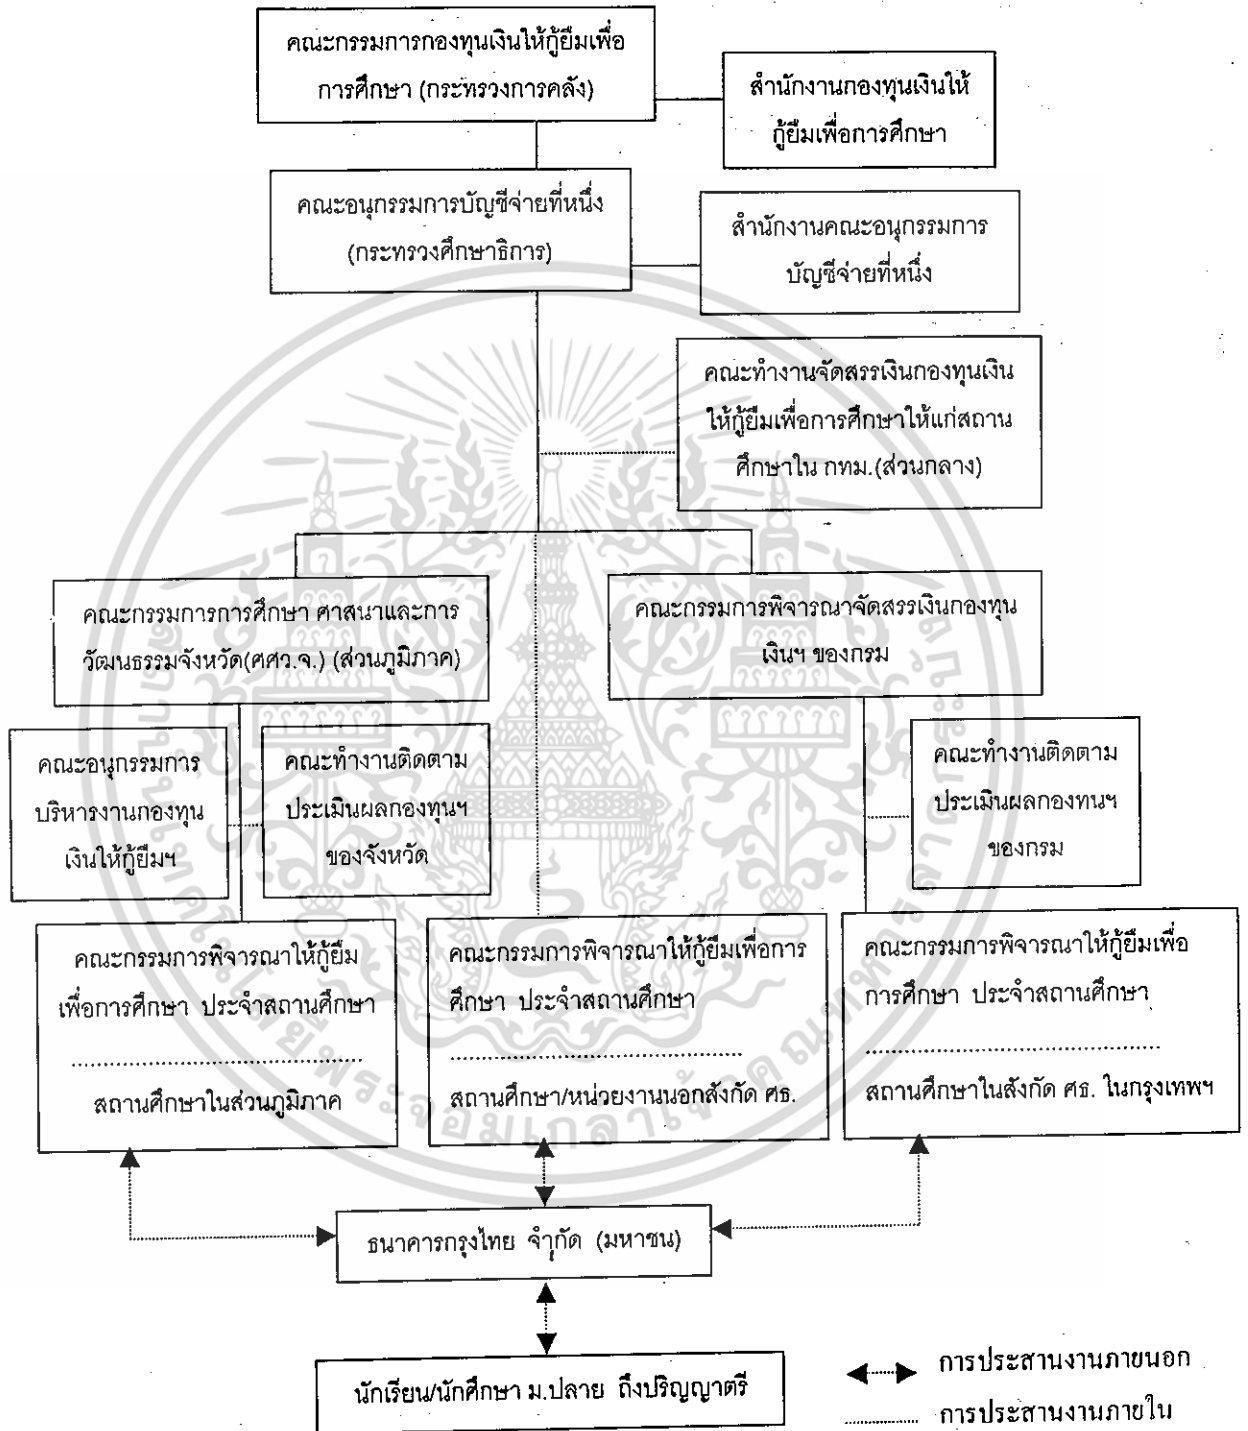 คณะกรรมการกองทุนเงินให้กู้ยืมเพื่อ
การศึกษา (กระทรวงการคลัง)
สำนักงานกองทุนเงินให้
กู้ยืมเพื่อการศึกษา
คณะอนุกรรมการบัญชีจ่ายที่หนึ่ง
(กระทรวงศึกษาธิการ)
สำนักงานคณะอนุกรรมการ
บัญชีจ่ายที่หนึ่ง
คณะทำงานจัดสรรเงินกองทุนเงิน
ให้กู้ยืมเพื่อการศึกษาให้แก่สถาน
ศึกษาใน กทม.(ส่วนกลาง)
คณะกรรมการการศึกษา ศาสนาและการ
วัฒนธรรมจังหวัด(ศศว.จ.) (ส่วนภูมิภาค)
คณะกรรมการพิจารณาจัดสรรเงินกองทุน
เงินฯ ของกรม
คณะอนุกรรมการ
บริหารงานกองทุน
เงินให้กู้ยืมฯ
คณะทำงานติดตาม
ประเมินผลกองทุนฯ
ของจังหวัด
คณะทำงานติดตาม
ประเมินผลกองทนฯ
ของกรม
คณะกรรมการพิจารณาให้กู้ยืม
เพื่อการศึกษา ประจำสถานศึกษา
..........................................
สถานศึกษาในส่วนภูมิภาค
คณะกรรมการพิจารณาให้กู้ยืมเพื่อการ
ศึกษา ประจำสถานศึกษา
..........................................
สถานศึกษา/หน่วยงานนอกสังกัด ศธ.
คณะกรรมการพิจารณาให้กู้ยืมเพื่อ
การศึกษา ประจำสถานศึกษา
..........................................
สถานศึกษาในสังกัด ศธ. ในกรุงเทพฯ
ธนาคารกรุงไทย จำกัด (มหาชน)
นักเรียน/นักศึกษา ม.ปลาย ถึงปริญญาตรี
การประสานงานภายนอก
การประสานงานภายใน